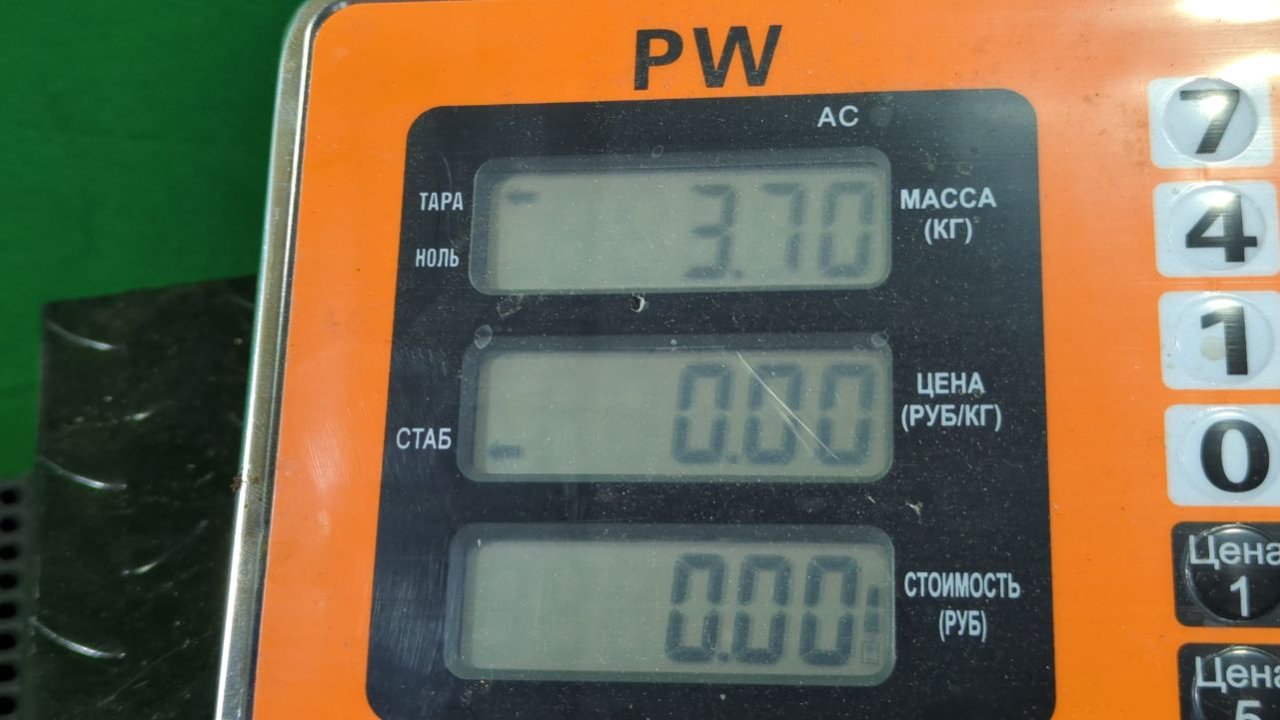 PW
AC
ТАРА
3.70
МАССА
(КГ)
НОЛЬ
СТАБ
0.00
ЦЕНА
(РУБ/КГ)
0.00
СТОИМОСТЬ
(РУБ)
7
4
1
0
Цена
1
Цена
5